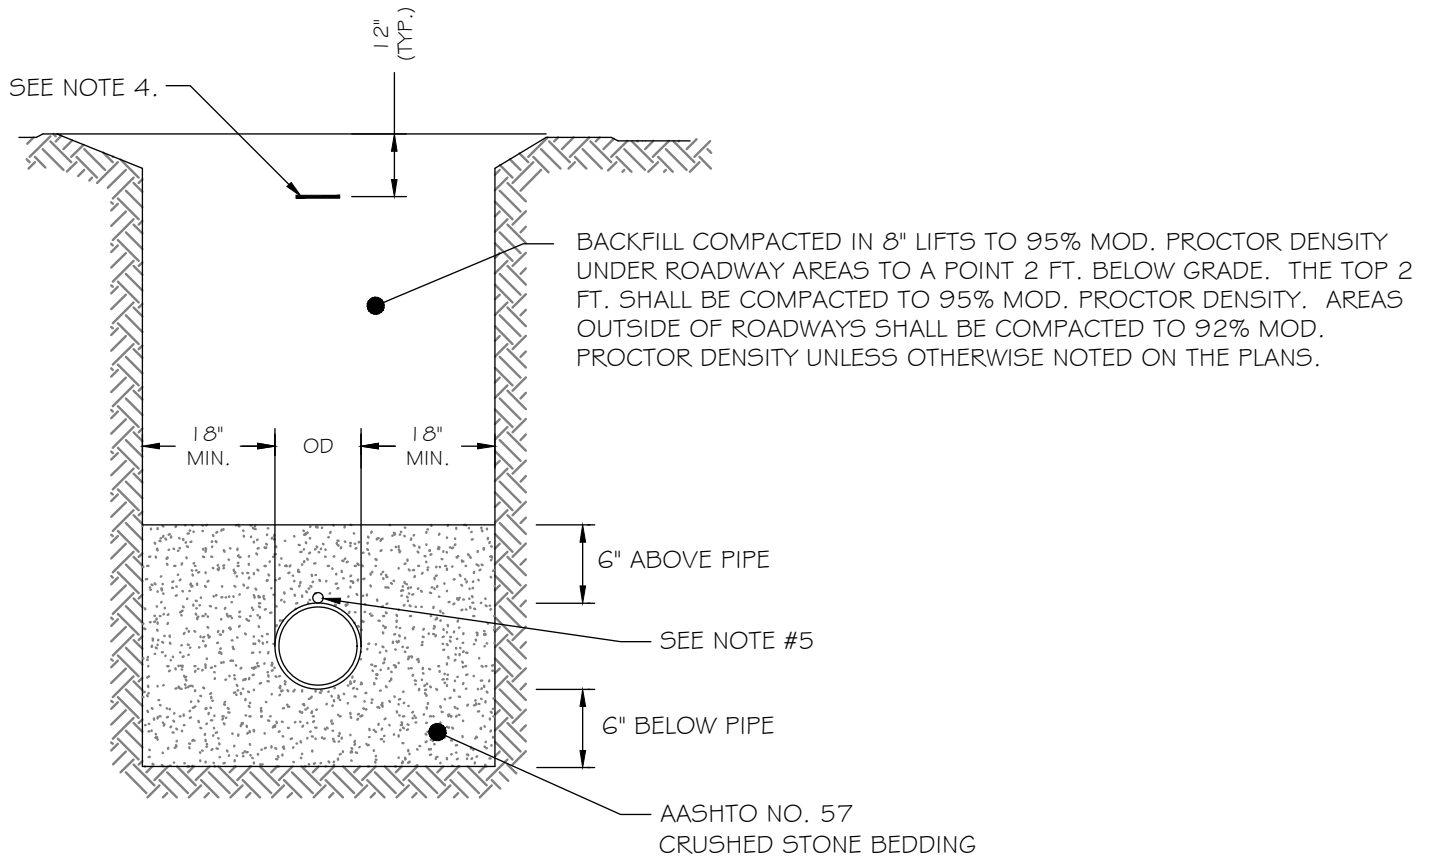 12"
(TYP.)
SEE NOTE 4.
BACKFILL COMPACTED IN 8" LIFTS TO 95% MOD. PROCTOR DENSITY
UNDER ROADWAY AREAS TO A POINT 2 FT. BELOW GRADE. THE TOP 2
FT. SHALL BE COMPACTED TO 95% MOD. PROCTOR DENSITY. AREAS
OUTSIDE OF ROADWAYS SHALL BE COMPACTED TO 92% MOD.
PROCTOR DENSITY UNLESS OTHERWISE NOTED ON THE PLANS.
18"
MIN.
OD
18"
MIN.
6" ABOVE PIPE
SEE NOTE #5
6" BELOW PIPE
AASHTO NO. 57
CRUSHED STONE BEDDING